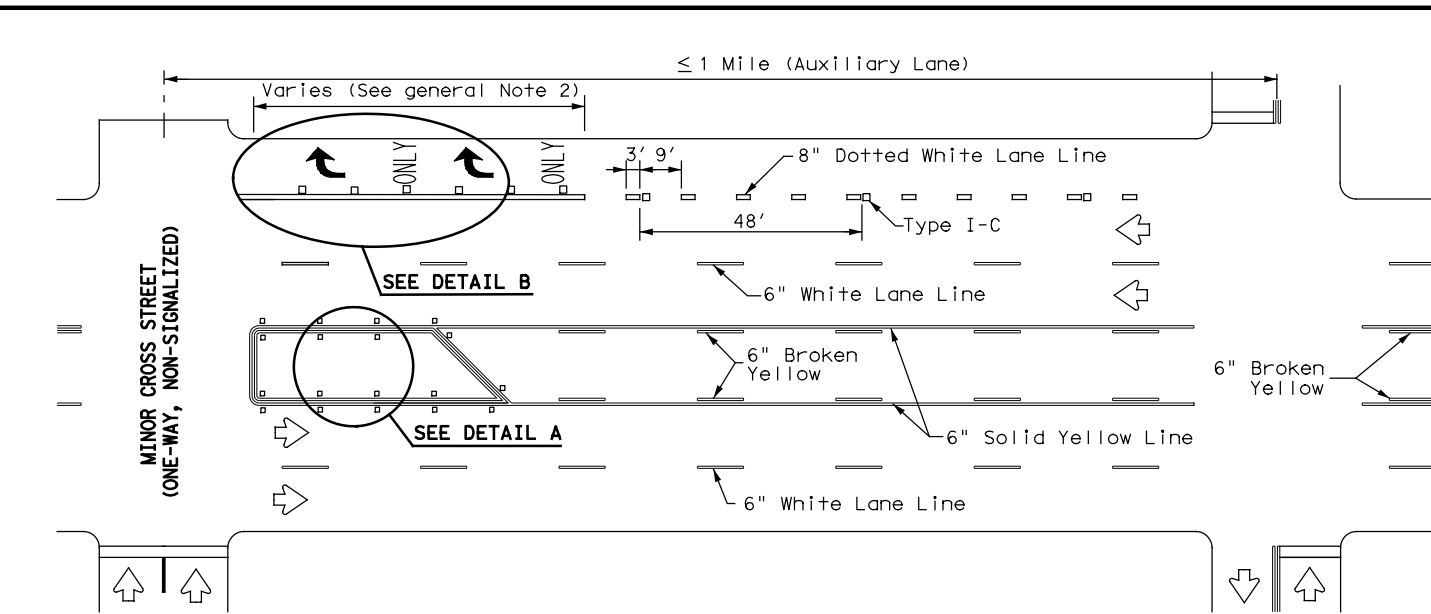 ≤ 1 Mile (Auxiliary Lane)
Varies (See general Note 2)
ONLY
ONLY
3' 9'
8" Dotted White Lane Line
48'
Type I-C
SEE DETAIL B
6" White Lane Line
MINOR CROSS STREET
(ONE-WAY, NON-SIGNALIZED)
6" Broken
Yellow
6" Broken
Yellow
SEE DETAIL A
6" Solid Yellow Line
6" White Lane Line